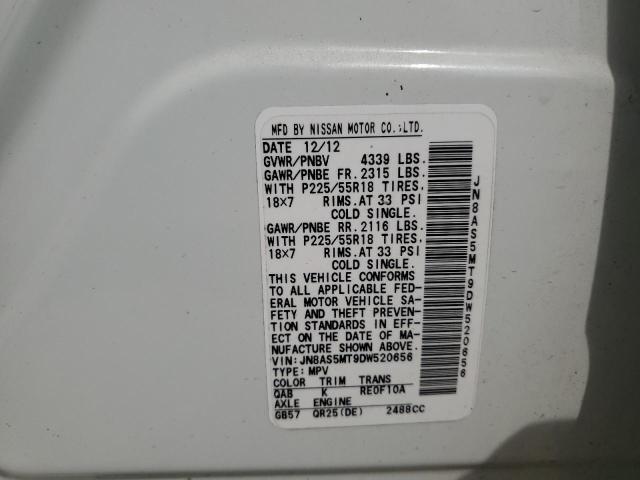 MFD BY NISSAN MOTOR CO.,LTD.
DATE 12/12
GVWR/PNBV 4339 LBS.
GAWR/PNBE FR. 2315 LBS.
WITH P225/55R18 TIRES,
18×7 RIMS.AT 33 PSI
COLD SINGLE.
GAWR/PNBE RR. 2116 LBS.
WITH P225/55R18 TIRES,
18×7 RIMS.AT 33 PSI
COLD SINGLE.
THIS VEHICLE CONFORMS
TO ALL APPLICABLE FED-
ERAL MOTOR VEHICLE SA-
FETY AND THEFT PREVEN-
TION STANDARDS IN EFF-
ECT ON THE DATE OF MA-
NUFACTURE SHOWN ABOVE.
VIN:JN8AS5MT9DW520656
TYPE:MPV
COLOR TRIM TRANS
QAB K RE0F10A
AXLE ENGINE
GB57 QR25(DE) 2488CC
JN8AS5MT9DW520656